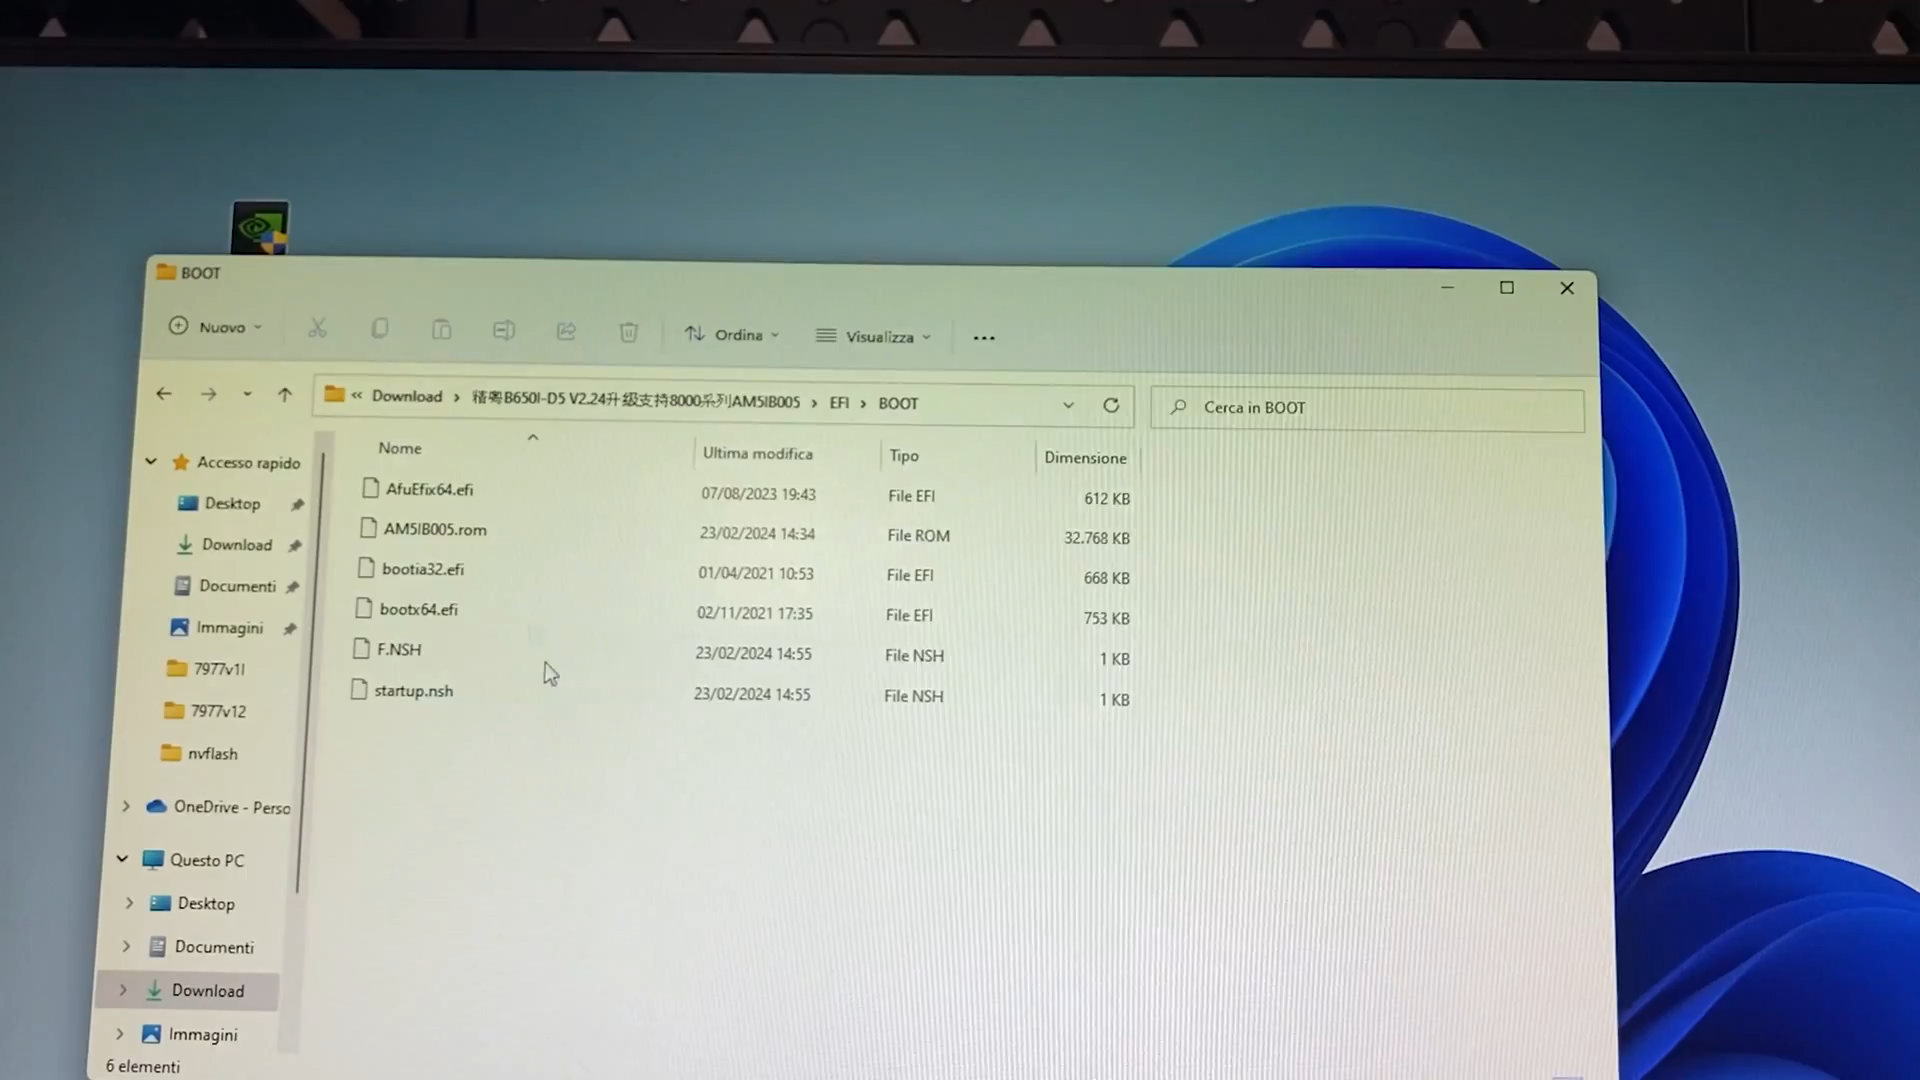 BOOT
Nuovo
Ordina
Visualizza
« Download › 精粤B650I-D5 V2.24升级支持8000系列AM5IB005 › EFI › BOOT
Cerca in BOOT
Nome Ultima modifica Tipo Dimensione
AfuEfix64.efi 07/08/2023 19:43 File EFI 612 KB
AM5IB005.rom 23/02/2024 14:34 File ROM 32.768 KB
bootia32.efi 01/04/2021 10:53 File EFI 668 KB
bootx64.efi 02/11/2021 17:35 File EFI 753 KB
F.NSH 23/02/2024 14:55 File NSH 1 KB
startup.nsh 23/02/2024 14:55 File NSH 1 KB
Accesso rapido
Desktop
Download
Documenti
Immagini
7977v1I
7977v12
nvflash
OneDrive - Perso
Questo PC
Desktop
Documenti
Download
Immagini
6 elementi